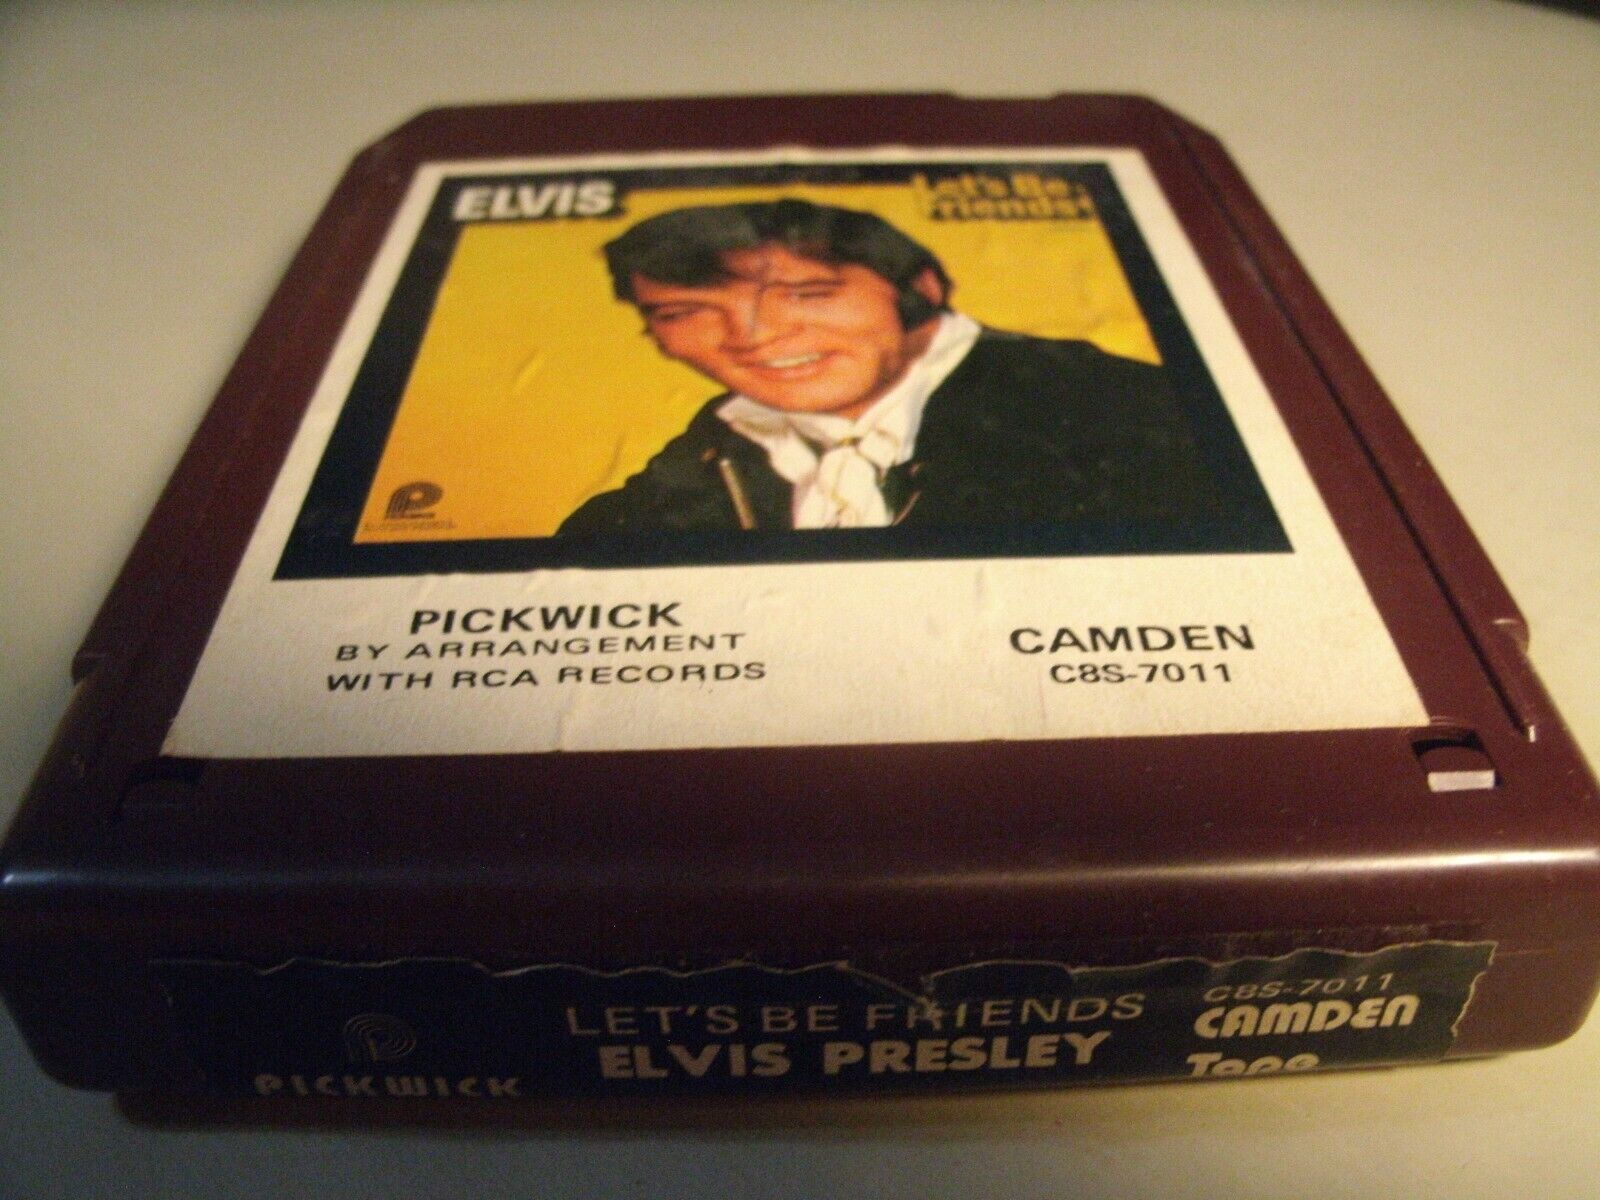 ELVIS
Let's Be
Friends
PICKWICK
BY ARRANGEMENT
WITH RCA RECORDS
CAMDEN
C8S-7011
PICKWICK
LET'S BE FRIENDS
ELVIS PRESLEY
C8S-7011
CAMDEN
Tape